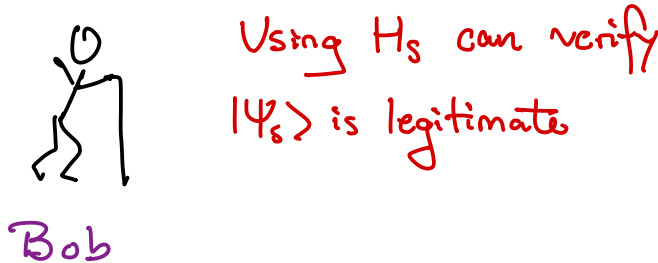 Using Hₛ can verify
|Ψₛ> is legitimate
Bob